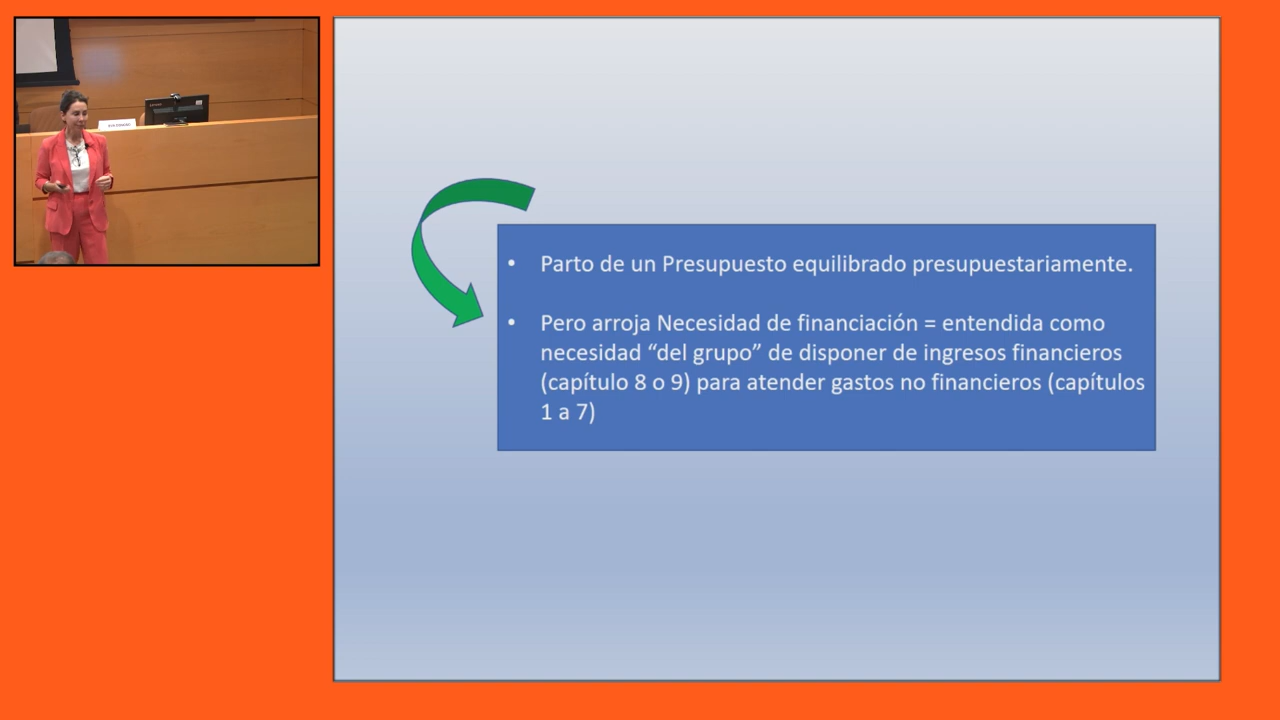 • Parto de un Presupuesto equilibrado presupuestariamente.
• Pero arroja Necesidad de financiación = entendida como
necesidad “del grupo” de disponer de ingresos financieros
(capítulo 8 o 9) para atender gastos no financieros (capítulos
1 a 7)